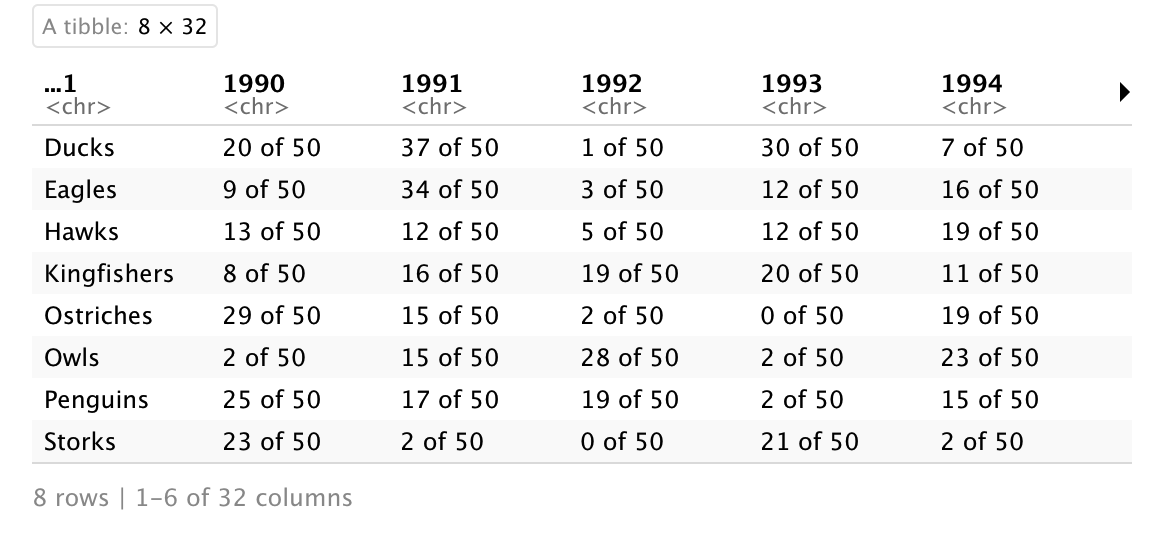 A tibble: 8 × 32
...1 1990 1991 1992 1993 1994
<chr> <chr> <chr> <chr> <chr> <chr>
Ducks 20 of 50 37 of 50 1 of 50 30 of 50 7 of 50
Eagles 9 of 50 34 of 50 3 of 50 12 of 50 16 of 50
Hawks 13 of 50 12 of 50 5 of 50 12 of 50 19 of 50
Kingfishers 8 of 50 16 of 50 19 of 50 20 of 50 11 of 50
Ostriches 29 of 50 15 of 50 2 of 50 0 of 50 19 of 50
Owls 2 of 50 15 of 50 28 of 50 2 of 50 23 of 50
Penguins 25 of 50 17 of 50 19 of 50 2 of 50 15 of 50
Storks 23 of 50 2 of 50 0 of 50 21 of 50 2 of 50
8 rows | 1–6 of 32 columns